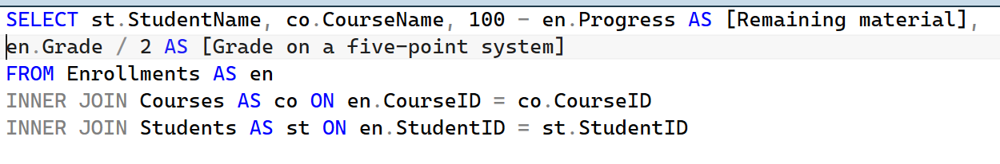 SELECT st.StudentName, co.CourseName, 100 - en.Progress AS [Remaining material],
en.Grade / 2 AS [Grade on a five-point system]
FROM Enrollments AS en
INNER JOIN Courses AS co ON en.CourseID = co.CourseID
INNER JOIN Students AS st ON en.StudentID = st.StudentID